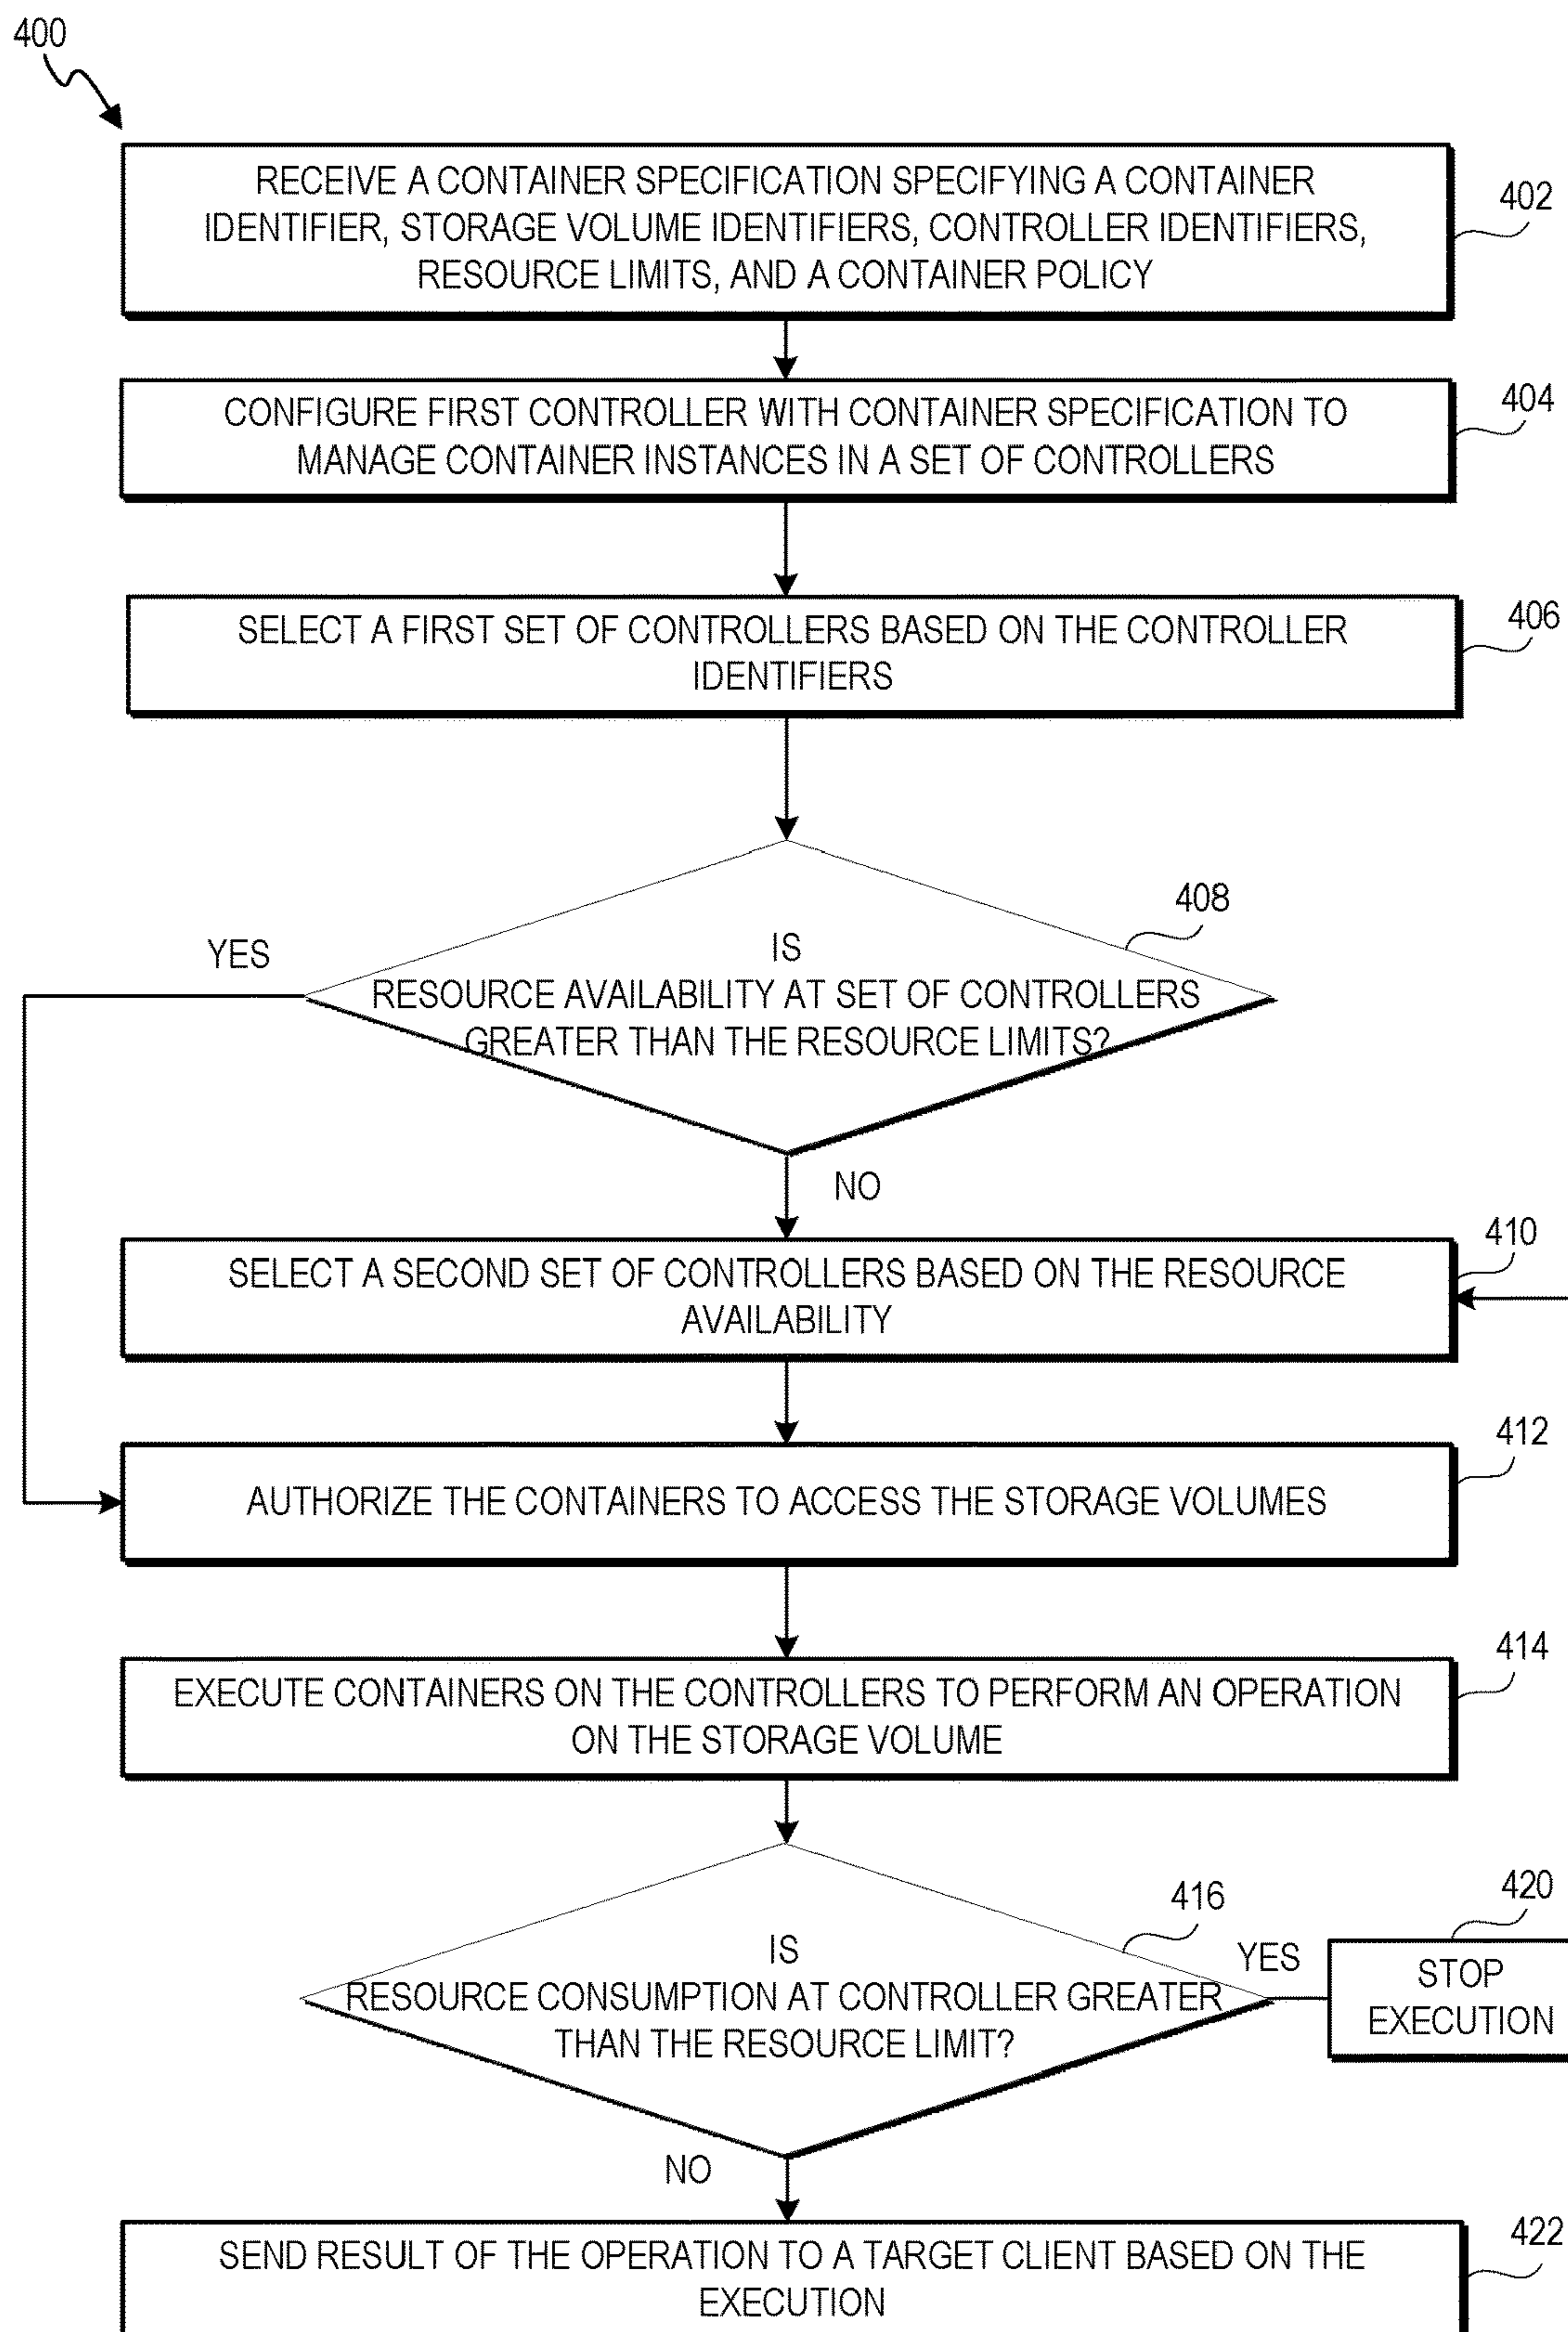 400
RECEIVE A CONTAINER SPECIFICATION SPECIFYING A CONTAINER
IDENTIFIER, STORAGE VOLUME IDENTIFIERS, CONTROLLER IDENTIFIERS,
RESOURCE LIMITS, AND A CONTAINER POLICY
402
CONFIGURE FIRST CONTROLLER WITH CONTAINER SPECIFICATION TO
MANAGE CONTAINER INSTANCES IN A SET OF CONTROLLERS
404
SELECT A FIRST SET OF CONTROLLERS BASED ON THE CONTROLLER
IDENTIFIERS
406
408
YES
IS
RESOURCE AVAILABILITY AT SET OF CONTROLLERS
GREATER THAN THE RESOURCE LIMITS?
NO
SELECT A SECOND SET OF CONTROLLERS BASED ON THE RESOURCE
AVAILABILITY
410
AUTHORIZE THE CONTAINERS TO ACCESS THE STORAGE VOLUMES
412
EXECUTE CONTAINERS ON THE CONTROLLERS TO PERFORM AN OPERATION
ON THE STORAGE VOLUME
414
416
IS
RESOURCE CONSUMPTION AT CONTROLLER GREATER
THAN THE RESOURCE LIMIT?
YES
420
STOP
EXECUTION
NO
SEND RESULT OF THE OPERATION TO A TARGET CLIENT BASED ON THE
EXECUTION
422